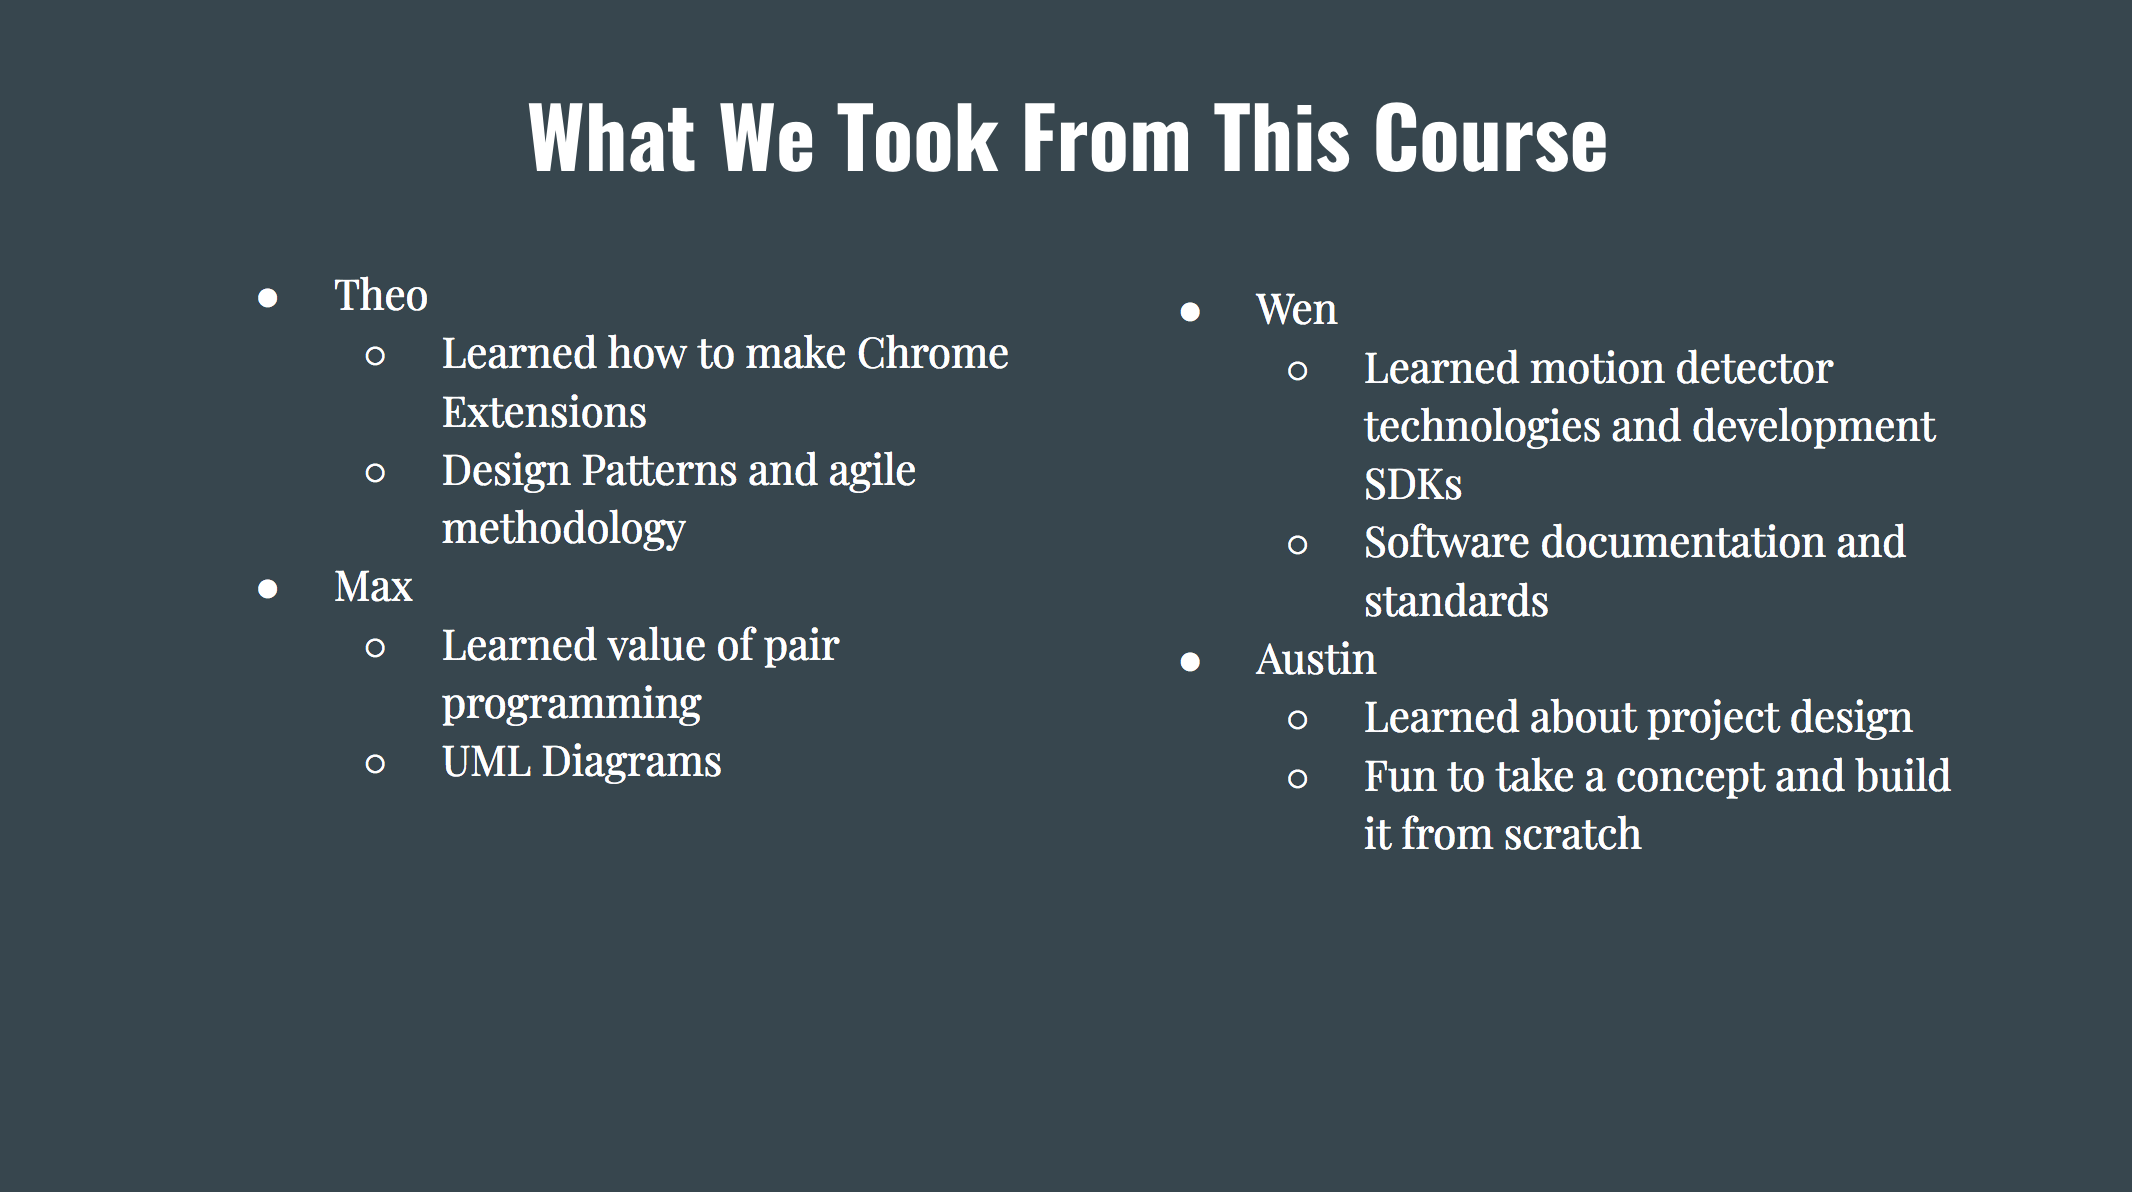 What We Took From This Course
● Theo
○ Learned how to make Chrome
Extensions
○ Design Patterns and agile
methodology
● Max
○ Learned value of pair
programming
○ UML Diagrams
● Wen
○ Learned motion detector
technologies and development
SDKs
○ Software documentation and
standards
● Austin
○ Learned about project design
○ Fun to take a concept and build
it from scratch